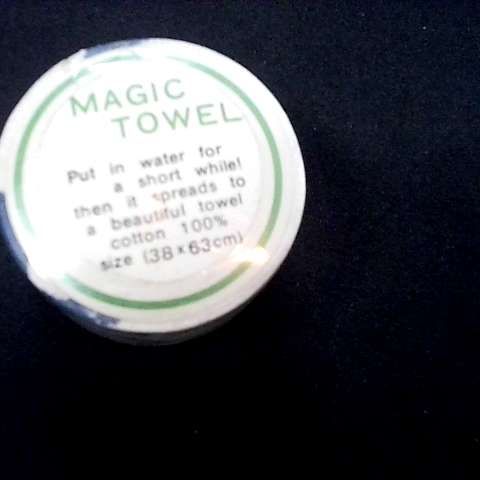 MAGIC
TOWEL
Put in water for
a short while!
then it spreads to
a beautiful towel
cotton 100%
size (38×63cm)